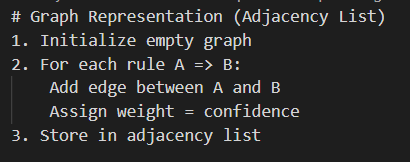 # Graph Representation (Adjacency List)
1. Initialize empty graph
2. For each rule A => B:
Add edge between A and B
Assign weight = confidence
3. Store in adjacency list